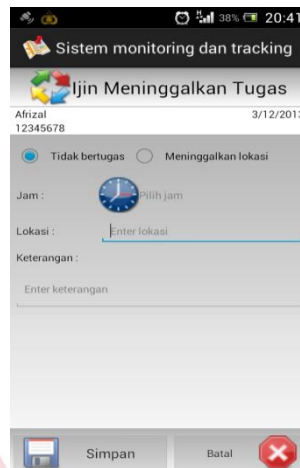 38% 20:41
Sistem monitoring dan tracking
Ijin Meninggalkan Tugas
Afrizal 3/12/2013
12345678
Tidak bertugas Meninggalkan lokasi
Jam : Pilih jam
Lokasi : Enter lokasi
Keterangan :
Enter keterangan
Simpan Batal